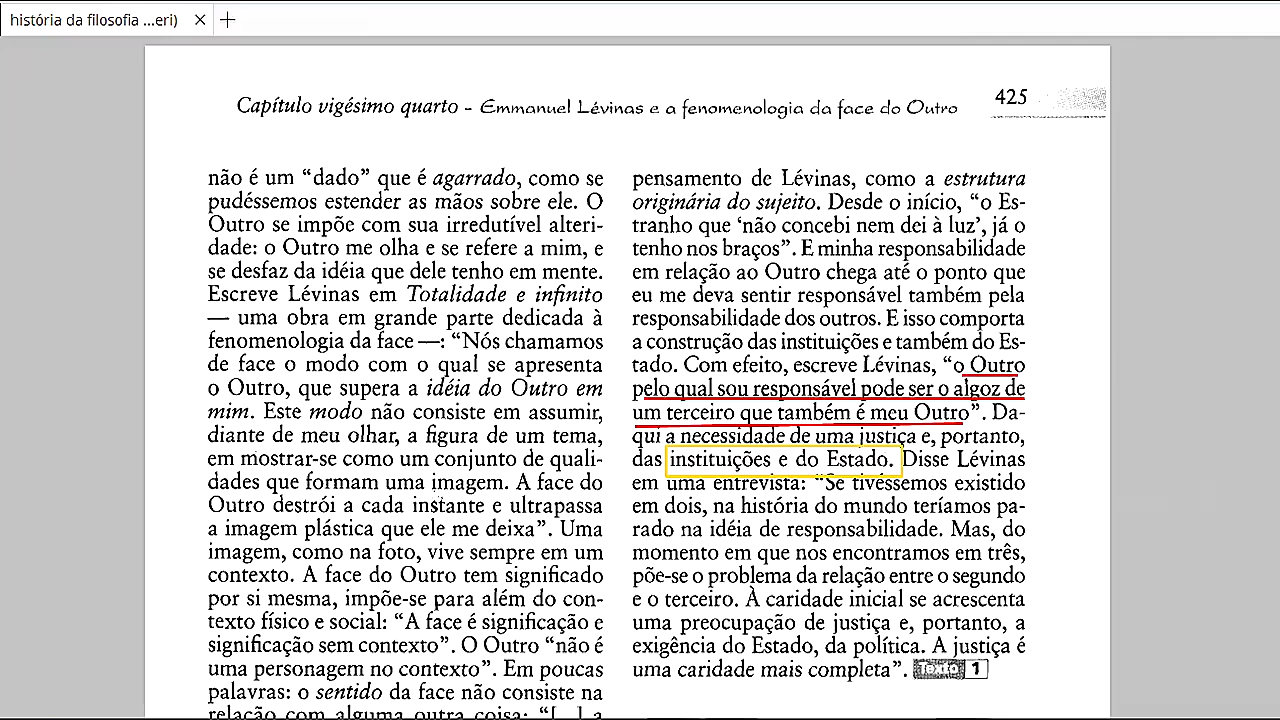 história da filosofia ...eri)
Capítulo vigésimo quarto - Emmanuel Lévinas e a fenomenologia da face do Outro
425
não é um “dado” que é agarrado, como se
pudéssemos estender as mãos sobre ele. O
Outro se impõe com sua irredutível alteri-
dade: o Outro me olha e se refere a mim, e
se desfaz da idéia que dele tenho em mente.
Escreve Lévinas em Totalidade e infinito
— uma obra em grande parte dedicada à
fenomenologia da face —: “Nós chamamos
de face o modo com o qual se apresenta
o Outro, que supera a idéia do Outro em
mim. Este modo não consiste em assumir,
diante de meu olhar, a figura de um tema,
em mostrar-se como um conjunto de quali-
dades que formam uma imagem. A face do
Outro destrói a cada instante e ultrapassa
a imagem plástica que ele me deixa”. Uma
imagem, como na foto, vive sempre em um
contexto. A face do Outro tem significado
por si mesma, impõe-se para além do con-
texto físico e social: “A face é significação e
significação sem contexto”. O Outro “não é
uma personagem no contexto”. Em poucas
palavras: o sentido da face não consiste na
relação com alguma outra coisa: “[...] a
pensamento de Lévinas, como a estrutura
originária do sujeito. Desde o início, “o Es-
tranho que ‘não concebi nem dei à luz’, já o
tenho nos braços”. E minha responsabilidade
em relação ao Outro chega até o ponto que
eu me deva sentir responsável também pela
responsabilidade dos outros. E isso comporta
a construção das instituições e também do Es-
tado. Com efeito, escreve Lévinas, “o Outro
pelo qual sou responsável pode ser o algoz de
um terceiro que também é meu Outro”. Da-
qui a necessidade de uma justiça e, portanto,
das instituições e do Estado. Disse Lévinas
em uma entrevista: “Se tivéssemos existido
em dois, na história do mundo teríamos pa-
rado na idéia de responsabilidade. Mas, do
momento em que nos encontramos em três,
põe-se o problema da relação entre o segundo
e o terceiro. À caridade inicial se acrescenta
uma preocupação de justiça e, portanto, a
exigência do Estado, da política. A justiça é
uma caridade mais completa”. Texto 1